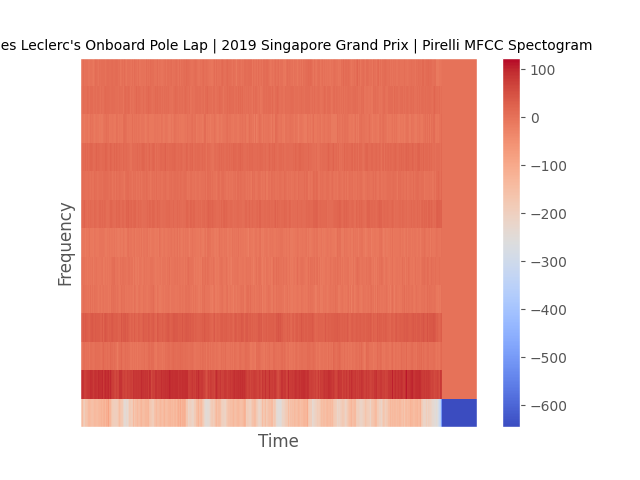 es Leclerc's Onboard Pole Lap | 2019 Singapore Grand Prix | Pirelli MFCC Spectogram
Frequency
Time
100
0
−100
−200
−300
−400
−500
−600